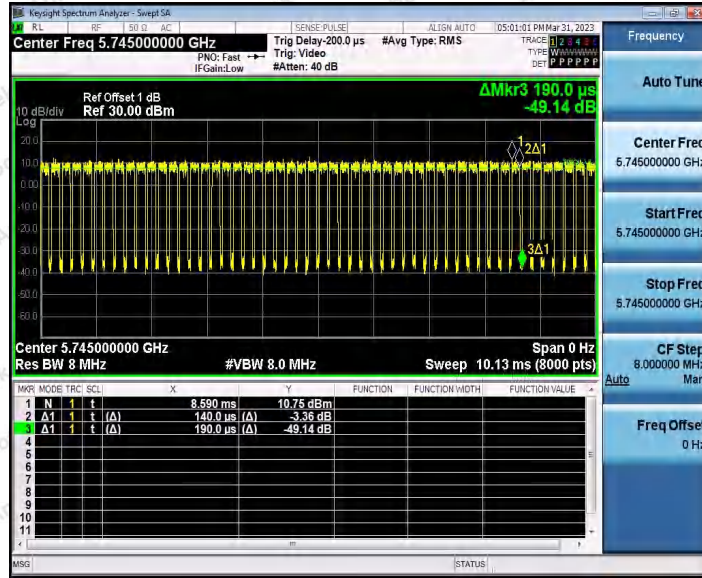 Keysight Spectrum Analyzer - Swept SA
RL RF 50 Ω AC SENSE:PULSE ALIGN AUTO 05:01:01 PM Mar 31, 2023
Center Freq 5.745000000 GHz
PNO: Fast
IFGain:Low
Trig Delay-200.0 µs
Trig: Video
#Atten: 40 dB
#Avg Type: RMS
TRACE 1 2 3 4 5 6
TYPE WWWWWW
DET P P P P P P
ΔMkr3 190.0 µs
-49.14 dB
Ref Offset 1 dB
10 dB/div Ref 30.00 dBm
Log
20.0
10.0
0.00
-10.0
-20.0
-30.0
-40.0
-50.0
-60.0
1
2Δ1
3Δ1
Center 5.745000000 GHz Span 0 Hz
Res BW 8 MHz #VBW 8.0 MHz Sweep 10.13 ms (8000 pts)
MKR MODE TRC SCL X Y FUNCTION FUNCTION WIDTH FUNCTION VALUE
1 N 1 t 8.590 ms 10.75 dBm
2 Δ1 1 t (Δ) 140.0 µs (Δ) -3.36 dB
3 Δ1 1 t (Δ) 190.0 µs (Δ) -49.14 dB
4
5
6
7
8
9
10
11
MSG STATUS
Frequency
Auto Tune
Center Freq
5.745000000 GHz
Start Freq
5.745000000 GHz
Stop Freq
5.745000000 GHz
CF Step
8.000000 MHz
Auto Man
Freq Offset
0 Hz